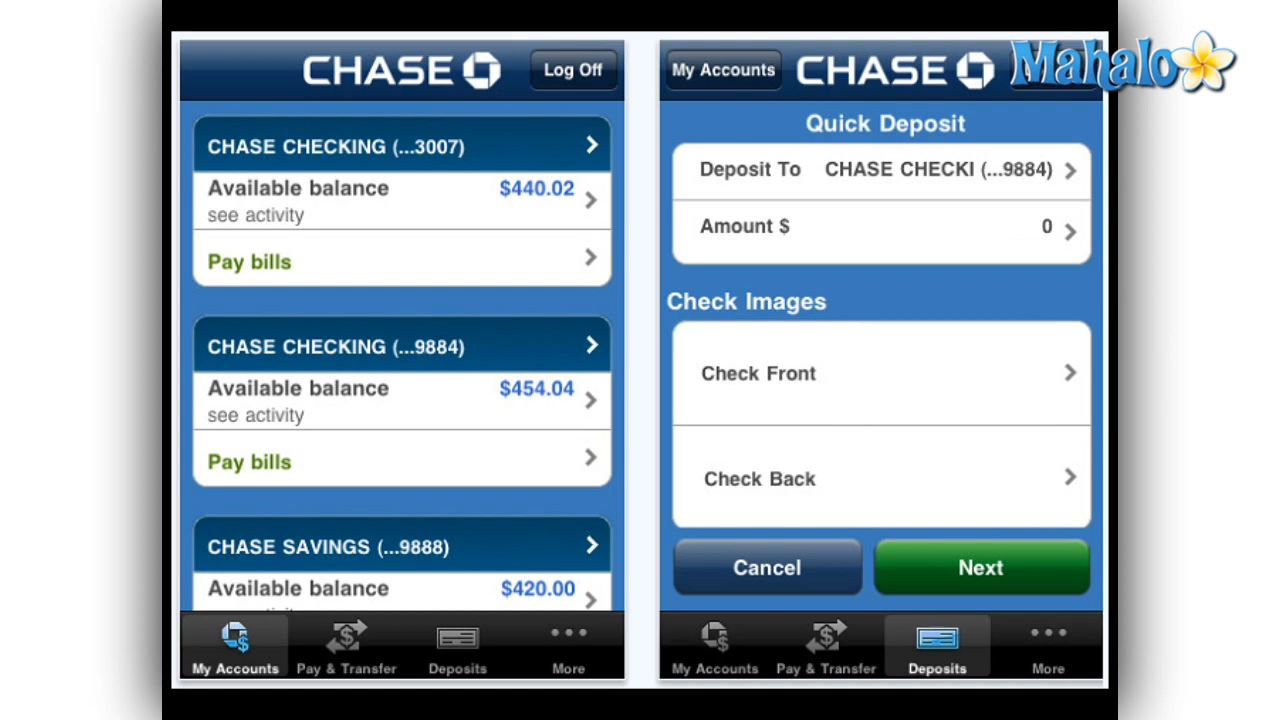 CHASE
Log Off
CHASE CHECKING (...3007)
Available balance $440.02
see activity
Pay bills
CHASE CHECKING (...9884)
Available balance $454.04
see activity
Pay bills
CHASE SAVINGS (...9888)
Available balance $420.00
My Accounts
Pay & Transfer
Deposits
More
My Accounts
CHASE
Mahalo
Quick Deposit
Deposit To CHASE CHECKI (...9884)
Amount $ 0
Check Images
Check Front
Check Back
Cancel
Next
My Accounts
Pay & Transfer
Deposits
More